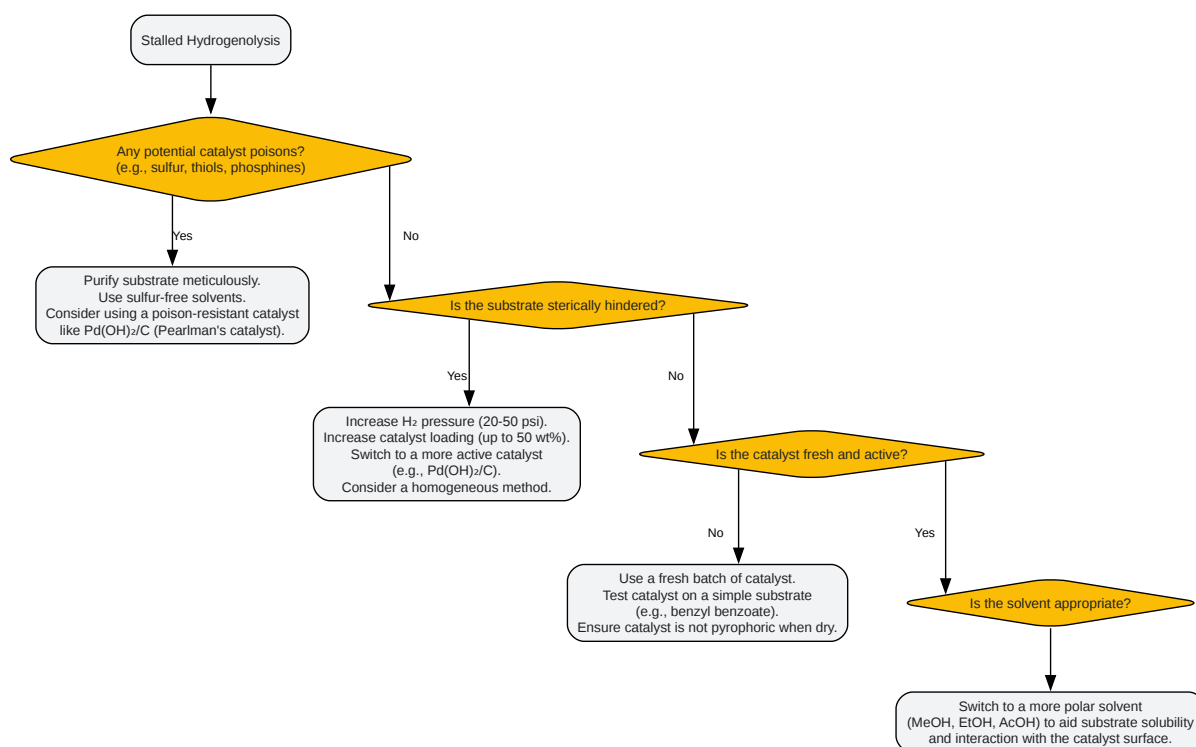 Stalled Hydrogenolysis
Any potential catalyst poisons?
(e.g., sulfur, thiols, phosphines)
Yes
No
Purify substrate meticulously.
Use sulfur-free solvents.
Consider using a poison-resistant catalyst
like Pd(OH)₂/C (Pearlman's catalyst).
Is the substrate sterically hindered?
Yes
No
Increase H₂ pressure (20-50 psi).
Increase catalyst loading (up to 50 wt%).
Switch to a more active catalyst
(e.g., Pd(OH)₂/C).
Consider a homogeneous method.
Is the catalyst fresh and active?
No
Yes
Use a fresh batch of catalyst.
Test catalyst on a simple substrate
(e.g., benzyl benzoate).
Ensure catalyst is not pyrophoric when dry.
Is the solvent appropriate?
Switch to a more polar solvent
(MeOH, EtOH, AcOH) to aid substrate solubility
and interaction with the catalyst surface.